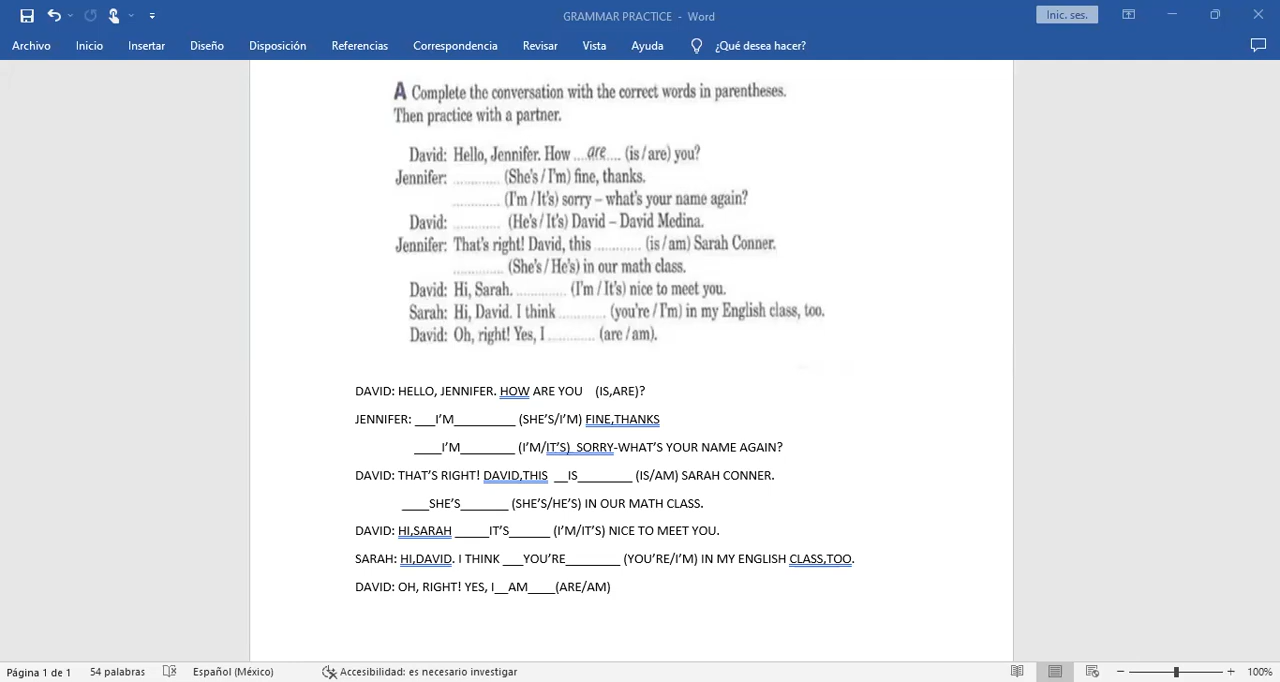 GRAMMAR PRACTICE - Word
Inic. ses.
Archivo Inicio Insertar Diseño Disposición Referencias Correspondencia Revisar Vista Ayuda ¿Qué desea hacer?
A Complete the conversation with the correct words in parentheses.
Then practice with a partner.
David: Hello, Jennifer. How ....are.... (is / are) you?
Jennifer: ............ (She's / I'm) fine, thanks.
............ (I'm / It's) sorry – what's your name again?
David: ............ (He's / It's) David – David Medina.
Jennifer: That's right! David, this ............ (is / am) Sarah Conner.
............ (She's / He's) in our math class.
David: Hi, Sarah. ............ (I'm / It's) nice to meet you.
Sarah: Hi, David. I think ............ (you're / I'm) in my English class, too.
David: Oh, right! Yes, I ............ (are / am).
DAVID: HELLO, JENNIFER. HOW ARE YOU (IS,ARE)?
JENNIFER: ___I'M_________ (SHE'S/I'M) FINE,THANKS
____I'M________ (I'M/IT'S) SORRY-WHAT'S YOUR NAME AGAIN?
DAVID: THAT'S RIGHT! DAVID,THIS __IS________ (IS/AM) SARAH CONNER.
____SHE'S_______ (SHE'S/HE'S) IN OUR MATH CLASS.
DAVID: HI,SARAH _____IT'S______ (I'M/IT'S) NICE TO MEET YOU.
SARAH: HI,DAVID. I THINK ___YOU'RE________ (YOU'RE/I'M) IN MY ENGLISH CLASS,TOO.
DAVID: OH, RIGHT! YES, I__AM____(ARE/AM)
Página 1 de 1 54 palabras Español (México) Accesibilidad: es necesario investigar 100%